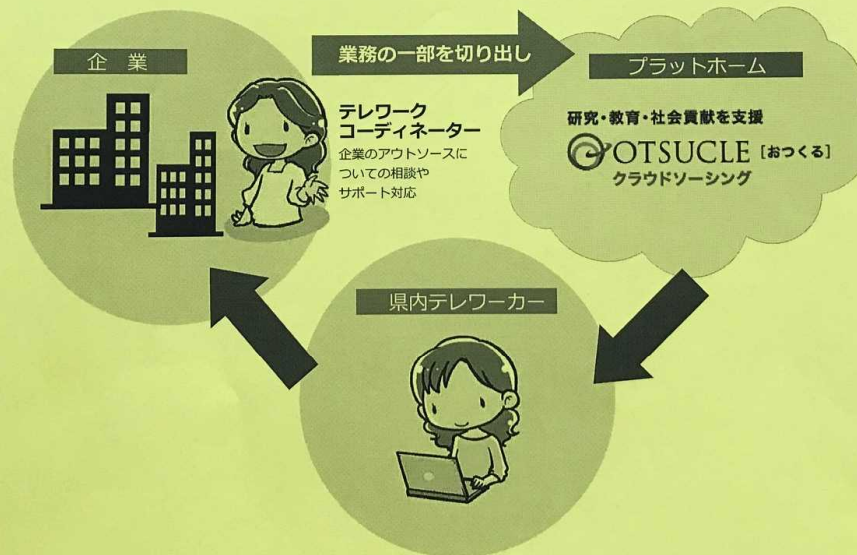 企業
業務の一部を切り出し
プラットホーム
テレワーク
コーディネーター
企業のアウトソースに
ついての相談や
サポート対応
研究・教育・社会貢献を支援
OTSUCLE [おつくる]
クラウドソーシング
県内テレワーカー